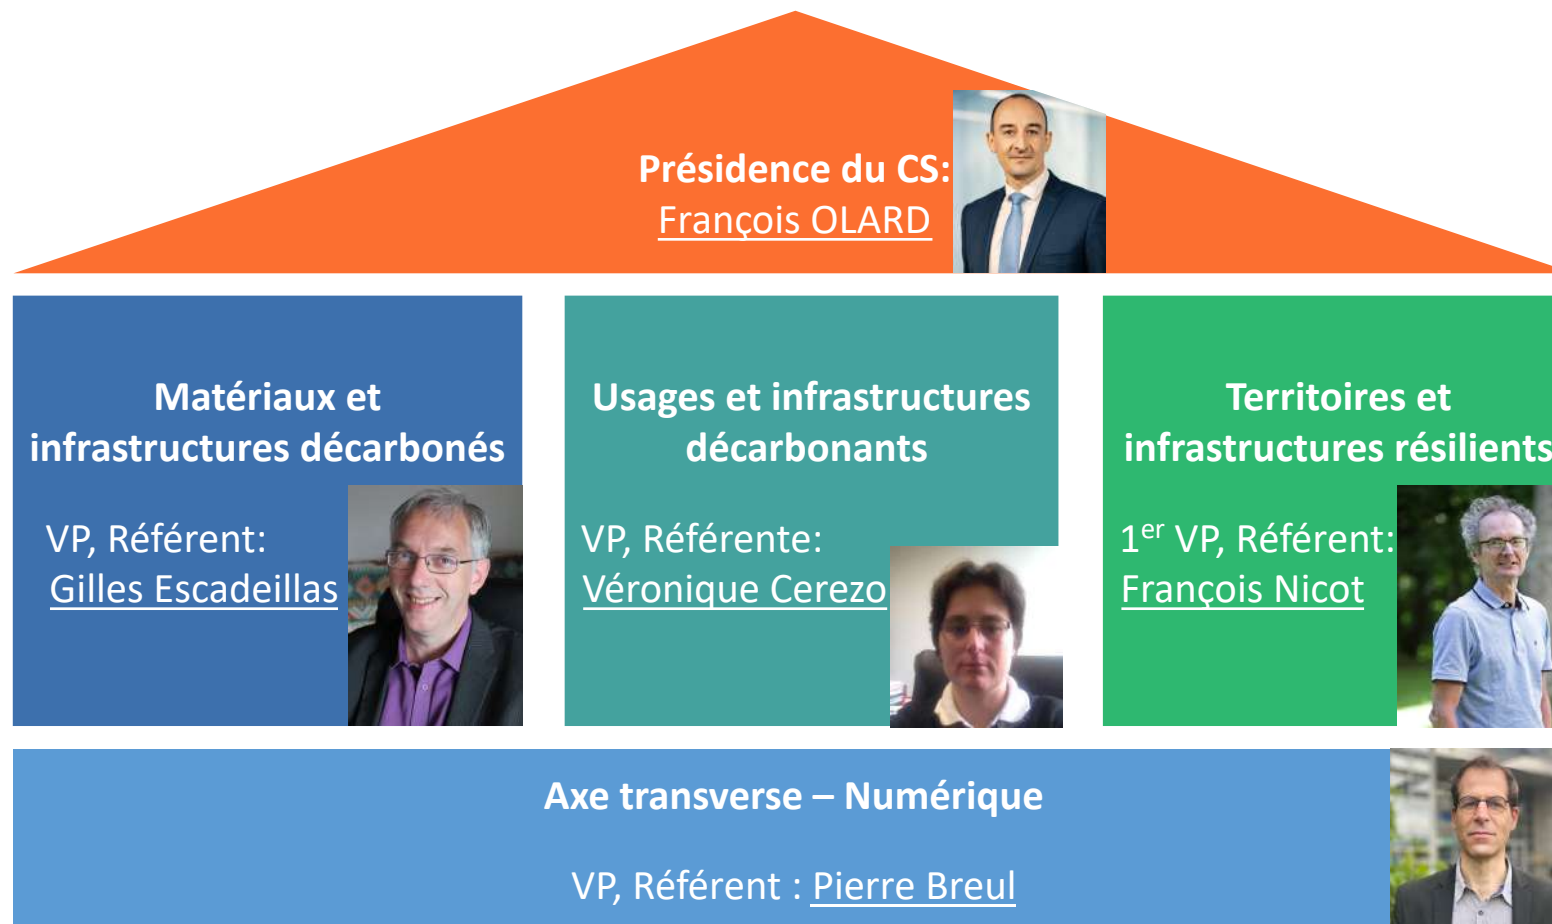 Présidence du CS:
François OLARD
Matériaux et
infrastructures décarbonés
VP, Référent:
Gilles Escadeillas
Usages et infrastructures
décarbonants
VP, Référente:
Véronique Cerezo
Territoires et
infrastructures résilients
1er VP, Référent:
François Nicot
Axe transverse – Numérique
VP, Référent : Pierre Breul